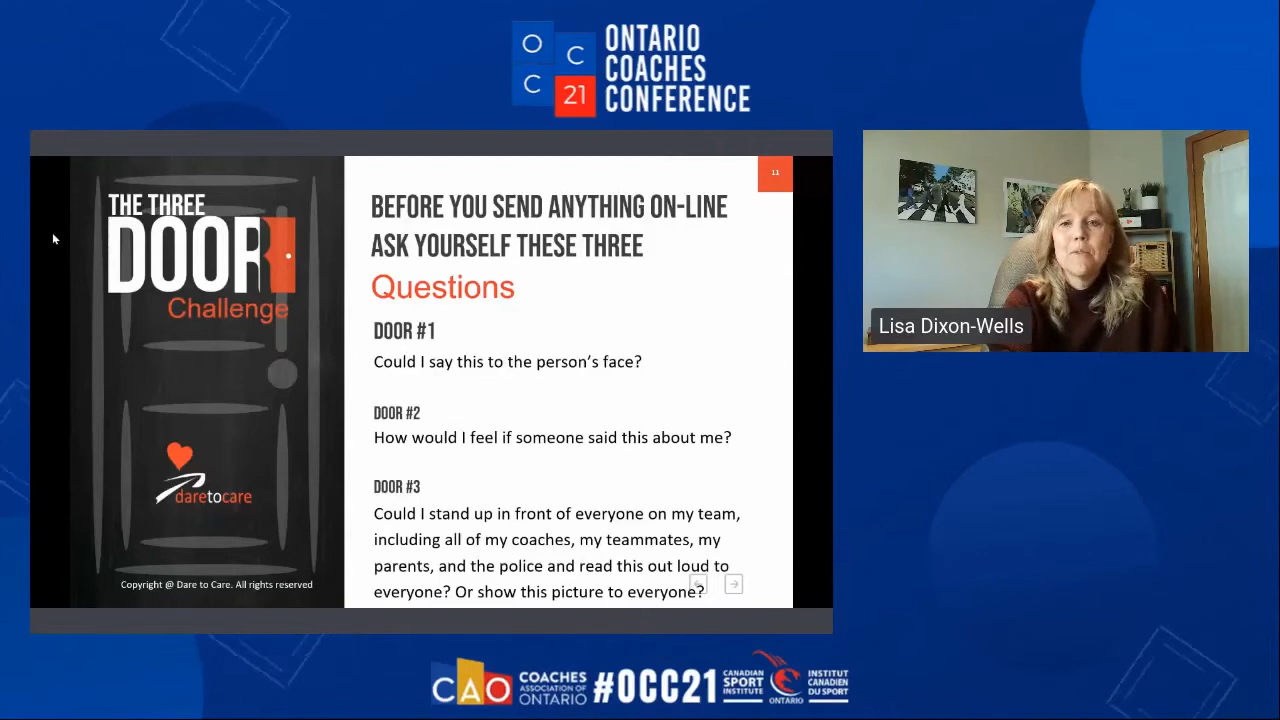 O
C
C
21
ONTARIO
COACHES
CONFERENCE
THE THREE
DOOR
Challenge
daretocare
Copyright @ Dare to Care. All rights reserved
11
BEFORE YOU SEND ANYTHING ON-LINE
ASK YOURSELF THESE THREE
Questions
DOOR #1
Could I say this to the person’s face?
DOOR #2
How would I feel if someone said this about me?
DOOR #3
Could I stand up in front of everyone on my team,
including all of my coaches, my teammates, my
parents, and the police and read this out loud to
everyone? Or show this picture to everyone?
Lisa Dixon-Wells
CAO
COACHES
ASSOCIATION OF
ONTARIO
#OCC21
CANADIAN
SPORT
INSTITUTE
ONTARIO
INSTITUT
CANADIEN
DU SPORT